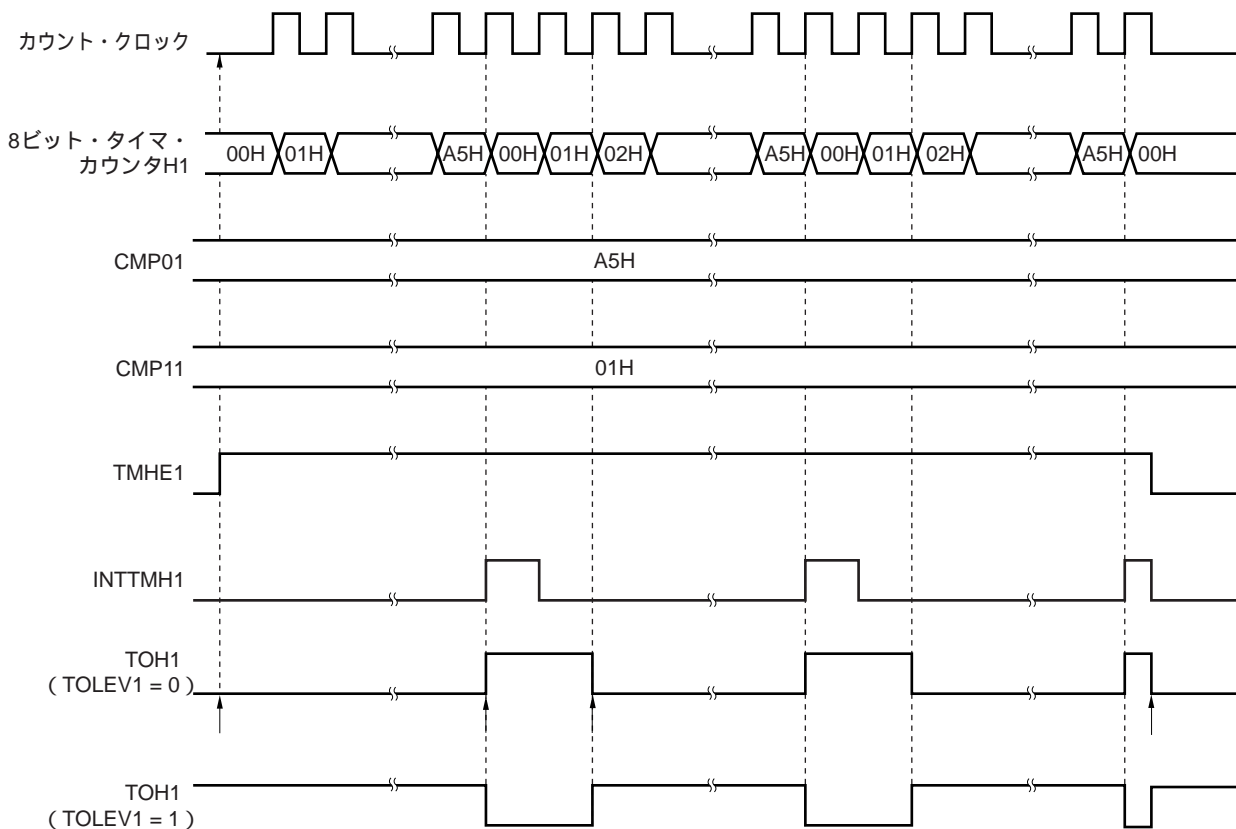 カウント・クロック
8ビット・タイマ・
カウンタH1
00H 01H A5H 00H 01H 02H A5H 00H 01H 02H A5H 00H
CMP01
A5H
CMP11
01H
TMHE1
INTTMH1
TOH1
(TOLEV1 = 0)
TOH1
(TOLEV1 = 1)